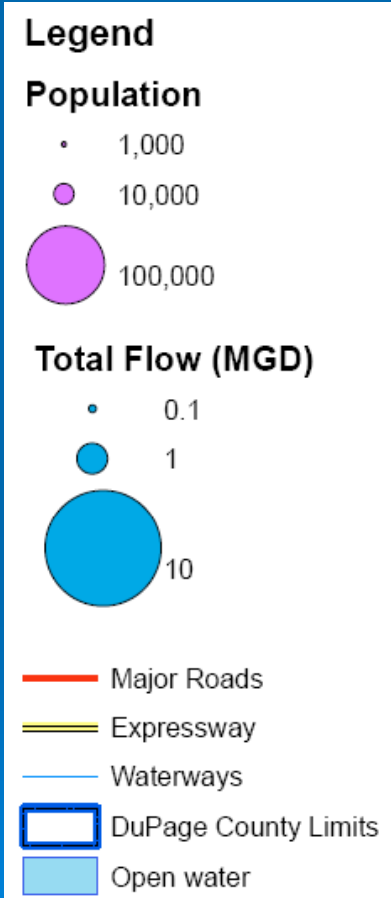 Legend
Population
1,000
10,000
100,000
Total Flow (MGD)
0.1
1
10
Major Roads
Expressway
Waterways
DuPage County Limits
Open water